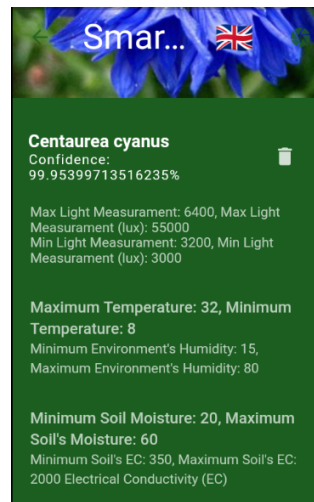 Smar...
Centaurea cyanus
Confidence:
99.95399713516235%
Max Light Measurament: 6400, Max Light
Measurament (lux): 55000
Min Light Measurament: 3200, Min Light
Measurament (lux): 3000
Maximum Temperature: 32, Minimum
Temperature: 8
Minimum Environment's Humidity: 15,
Maximum Environment's Humidity: 80
Minimum Soil Moisture: 20, Maximum
Soil's Moisture: 60
Minimum Soil's EC: 350, Maximum Soil's EC:
2000 Electrical Conductivity (EC)